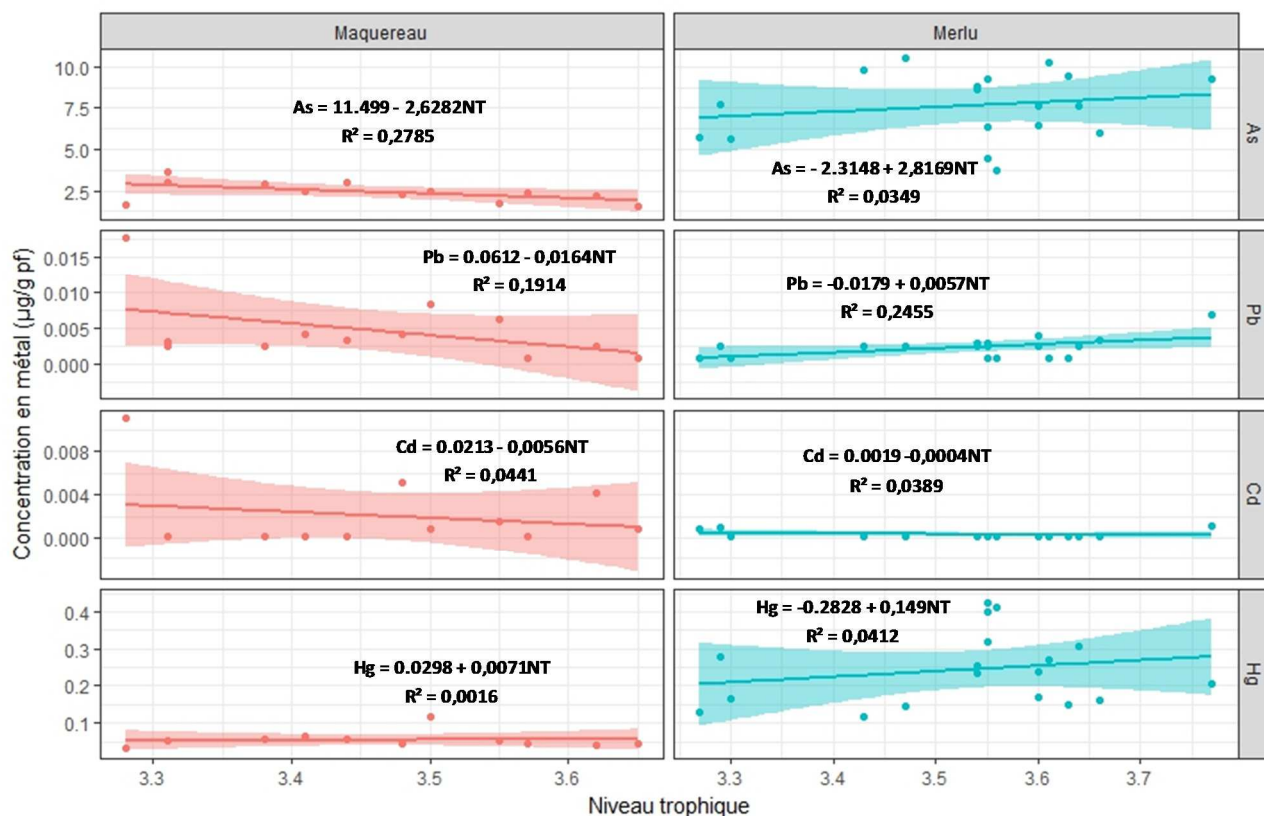 Maquereau
Merlu
Concentration en métal (µg/g pf)
10.0
7.5
5.0
2.5
As = 11.499 - 2,6282NT
R² = 0,2785
As = - 2.3148 + 2,8169NT
R² = 0,0349
As
0.015
0.010
0.005
0.000
Pb = 0.0612 - 0,0164NT
R² = 0,1914
Pb = -0.0179 + 0,0057NT
R² = 0,2455
Pb
0.008
0.004
0.000
Cd = 0.0213 - 0,0056NT
R² = 0,0441
Cd = 0.0019 -0,0004NT
R² = 0,0389
Cd
0.4
0.3
0.2
0.1
Hg = 0.0298 + 0,0071NT
R² = 0,0016
Hg = -0.2828 + 0,149NT
R² = 0,0412
Hg
3.3 3.4 3.5 3.6
3.3 3.4 3.5 3.6 3.7
Niveau trophique